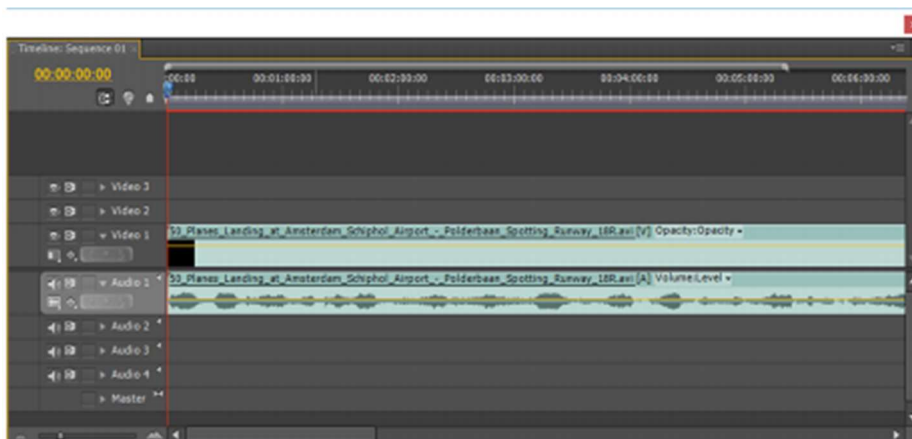 Timeline: Sequence 01
00:00:00:00
:00:00 00:01:00:00 00:02:00:00 00:03:00:00 00:04:00:00 00:05:00:00 00:06:00:00
Video 3
Video 2
Video 1
50_Planes_Landing_at_Amsterdam_Schiphol_Airport_-_Polderbaan_Spotting_Runway_18R.avi [V] Opacity:Opacity
Audio 1
50_Planes_Landing_at_Amsterdam_Schiphol_Airport_-_Polderbaan_Spotting_Runway_18R.avi [A] Volume:Level
Audio 2
Audio 3
Audio 4
Master